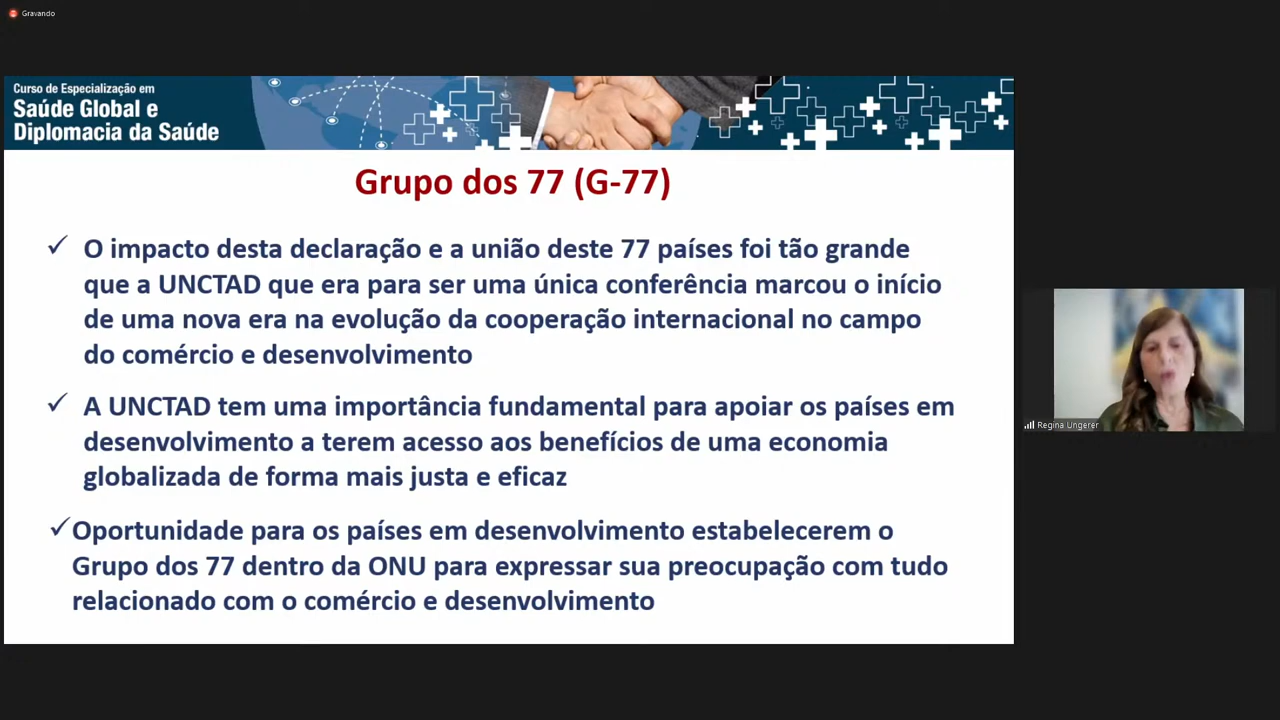 Gravando
Curso de Especialização em
Saúde Global e
Diplomacia da Saúde
Grupo dos 77 (G-77)
✓ O impacto desta declaração e a união deste 77 países foi tão grande
que a UNCTAD que era para ser uma única conferência marcou o início
de uma nova era na evolução da cooperação internacional no campo
do comércio e desenvolvimento
✓ A UNCTAD tem uma importância fundamental para apoiar os países em
desenvolvimento a terem acesso aos benefícios de uma economia
globalizada de forma mais justa e eficaz
✓Oportunidade para os países em desenvolvimento estabelecerem o
Grupo dos 77 dentro da ONU para expressar sua preocupação com tudo
relacionado com o comércio e desenvolvimento
Regina Ungerer